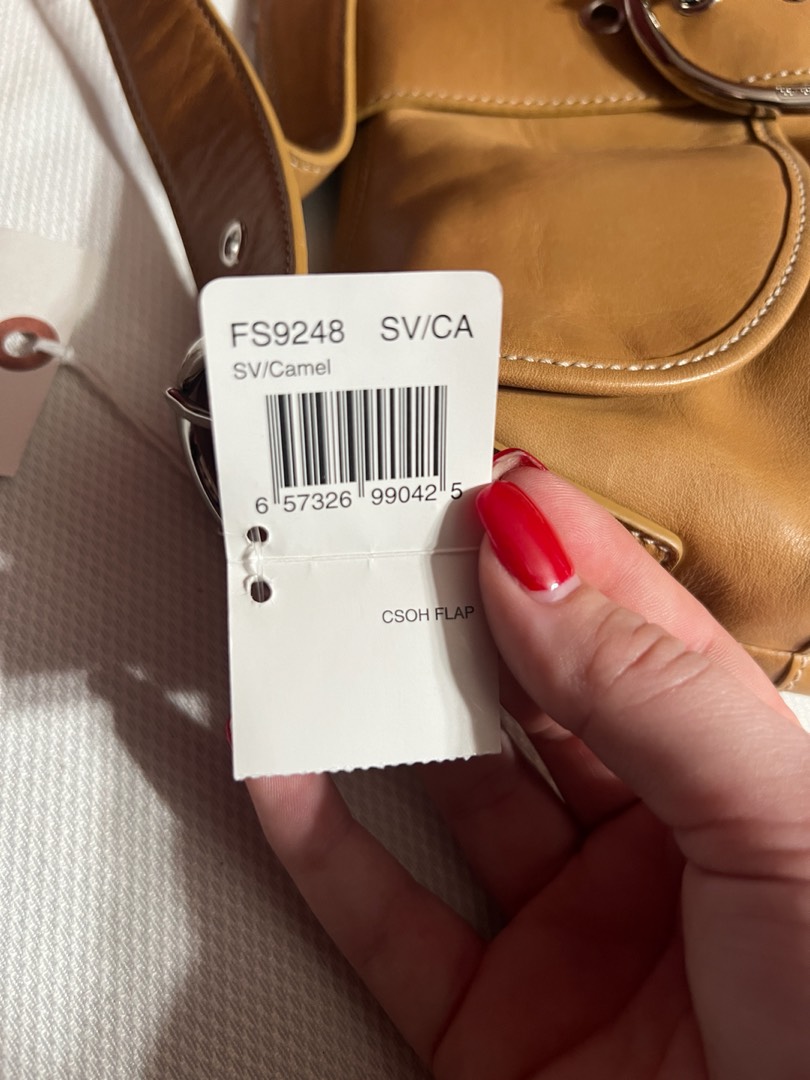 FS9248 SV/CA
SV/Camel
6 57326 99042 5
CSOH FLAP